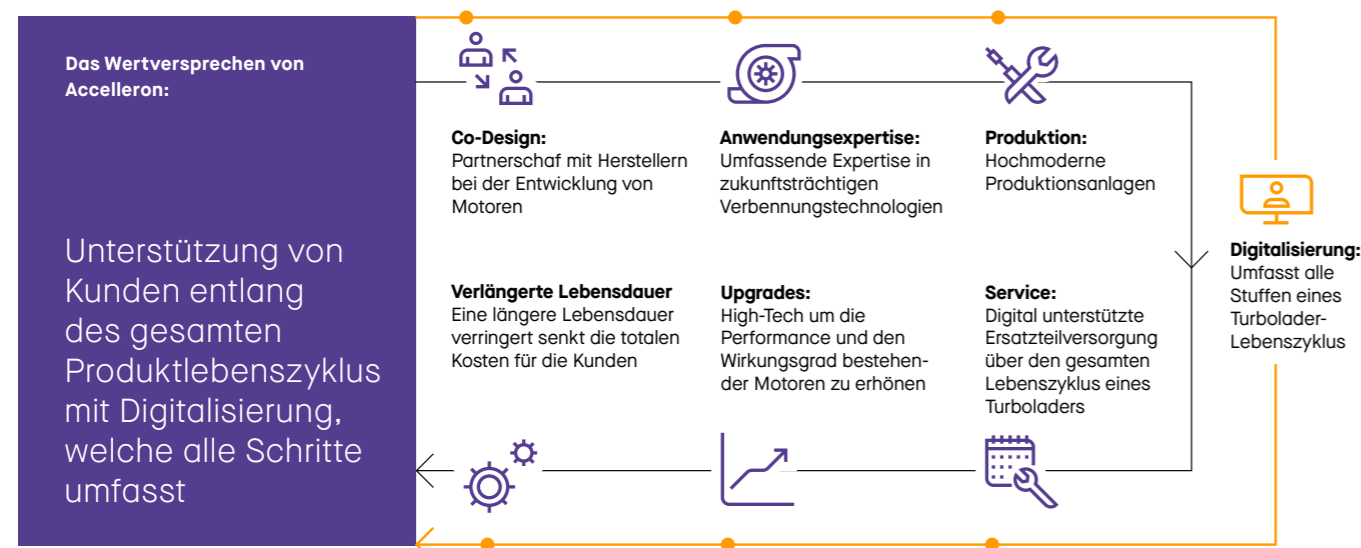 Das Wertversprechen von
Accelleron:
Unterstützung von
Kunden entlang
des gesamten
Produktlebenszyklus
mit Digitalisierung,
welche alle Schritte
umfasst
Co-Design:
Partnerschaf mit Herstellern
bei der Entwicklung von
Motoren
Anwendungsexpertise:
Umfassende Expertise in
zukunftsträchtigen
Verbennungstechnologien
Produktion:
Hochmoderne
Produktionsanlagen
Digitalisierung:
Umfasst alle
Stuffen eines
Turbolader-
Lebenszyklus
Verlängerte Lebensdauer
Eine längere Lebensdauer
verringert senkt die totalen
Kosten für die Kunden
Upgrades:
High-Tech um die
Performance und den
Wirkungsgrad bestehen-
der Motoren zu erhönen
Service:
Digital unterstützte
Ersatzteilversorgung
über den gesamten
Lebenszyklus eines
Turboladers